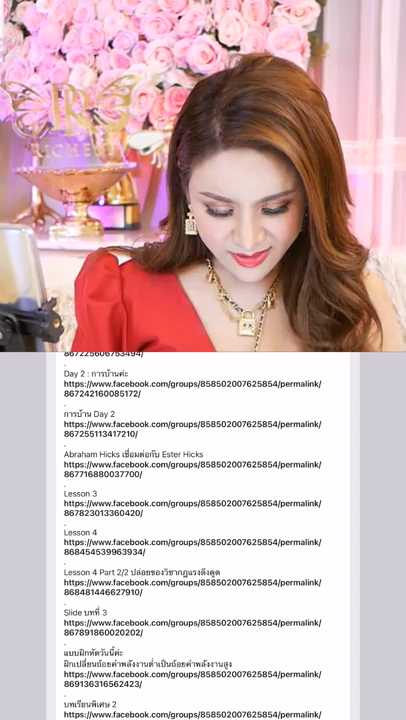 867225606753494/
.
Day 2 : การบ้านค่ะ
https://www.facebook.com/groups/858502007625854/permalink/
867242160085172/
.
การบ้าน Day 2
https://www.facebook.com/groups/858502007625854/permalink/
867255113417210/
.
Abraham Hicks เชื่อมต่อกับ Ester Hicks
https://www.facebook.com/groups/858502007625854/permalink/
867716880037700/
.
Lesson 3
https://www.facebook.com/groups/858502007625854/permalink/
867823013360420/
.
Lesson 4
https://www.facebook.com/groups/858502007625854/permalink/
868454539963934/
.
Lesson 4 Part 2/2 ปล่อยของวิชากฎแรงดึงดูด
https://www.facebook.com/groups/858502007625854/permalink/
868481446627910/
.
Slide บทที่ 3
https://www.facebook.com/groups/858502007625854/permalink/
867891860020202/
.
แบบฝึกหัดวันนี้ค่ะ
ฝึกเปลี่ยนถ้อยคำพลังงานต่ำเป็นถ้อยคำพลังงานสูง
https://www.facebook.com/groups/858502007625854/permalink/
869136316562423/
.
บทเรียนพิเศษ 2
https://www.facebook.com/groups/858502007625854/permalink/